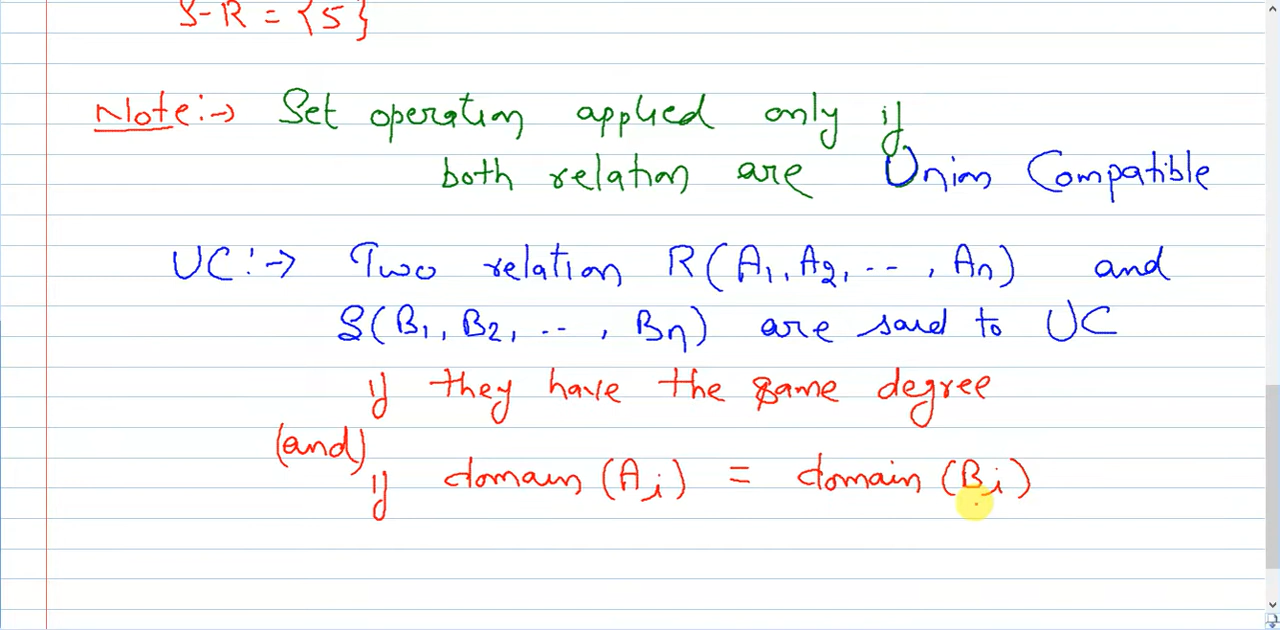 S-R = {5}
Note:→ Set operation applied only if
both relation are Union Compatible
UC:→ Two relation R(A1, A2, -- , An) and
S(B1, B2, -- , Bn) are said to UC
if they have the same degree
(and)
if domain (Ai) = domain (Bi)